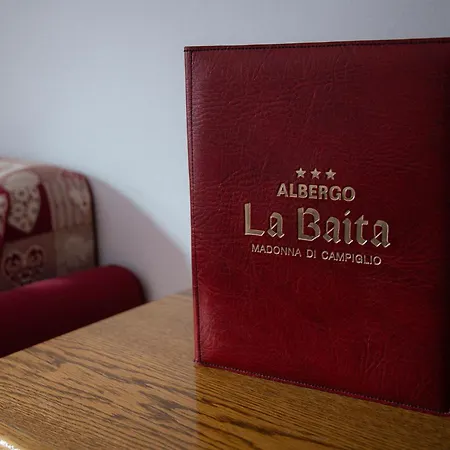 ★★★
ALBERGO
La Baita
MADONNA DI CAMPIGLIO